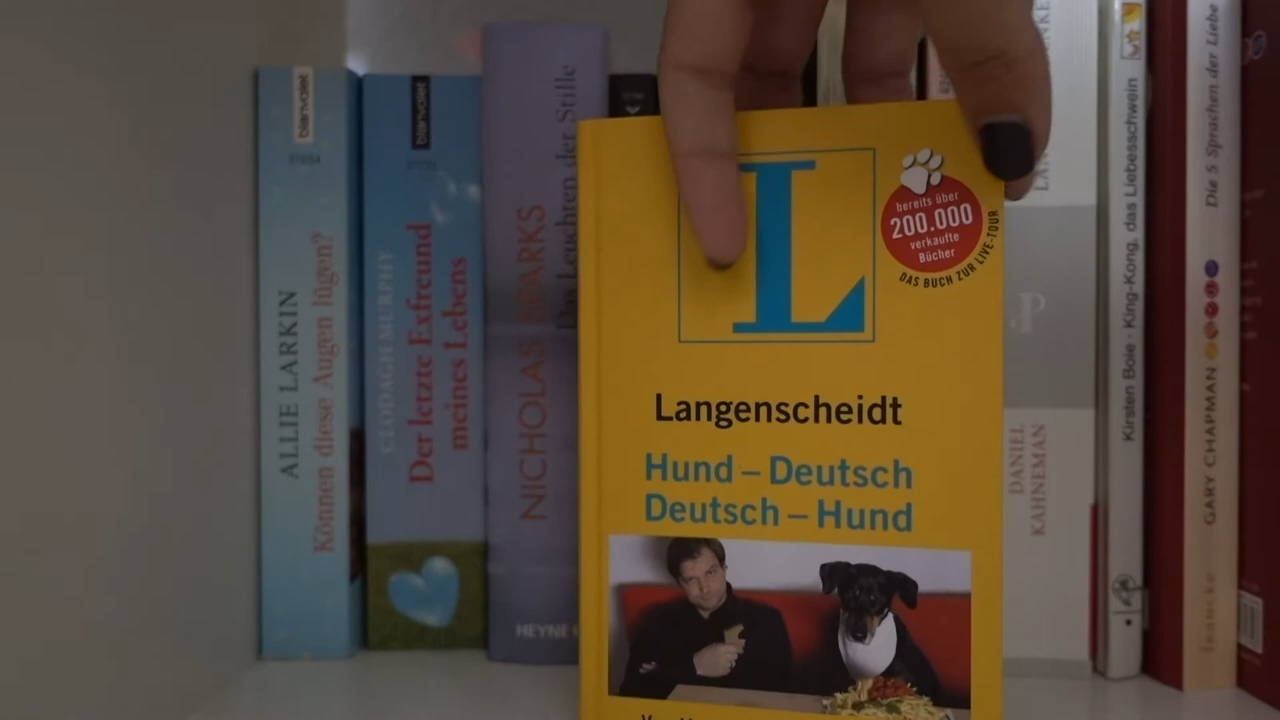 blanvalet
ALLIE LARKIN
Können diese Augen lügen?
blanvalet
CLODAGH MURPHY
Der letzte Exfreund
meines Lebens
NICHOLAS SPARKS
Das Leuchten der Stille
HEYNE
L
bereits über
200.000
verkaufte
Bücher
DAS BUCH ZUR LIVE-TOUR
Langenscheidt
Hund – Deutsch
Deutsch – Hund
P
DANIEL
KAHNEMAN
Kirsten Boie · King-Kong, das Liebesschwein
Die 5 Sprachen der Liebe
GARY CHAPMAN
Francke